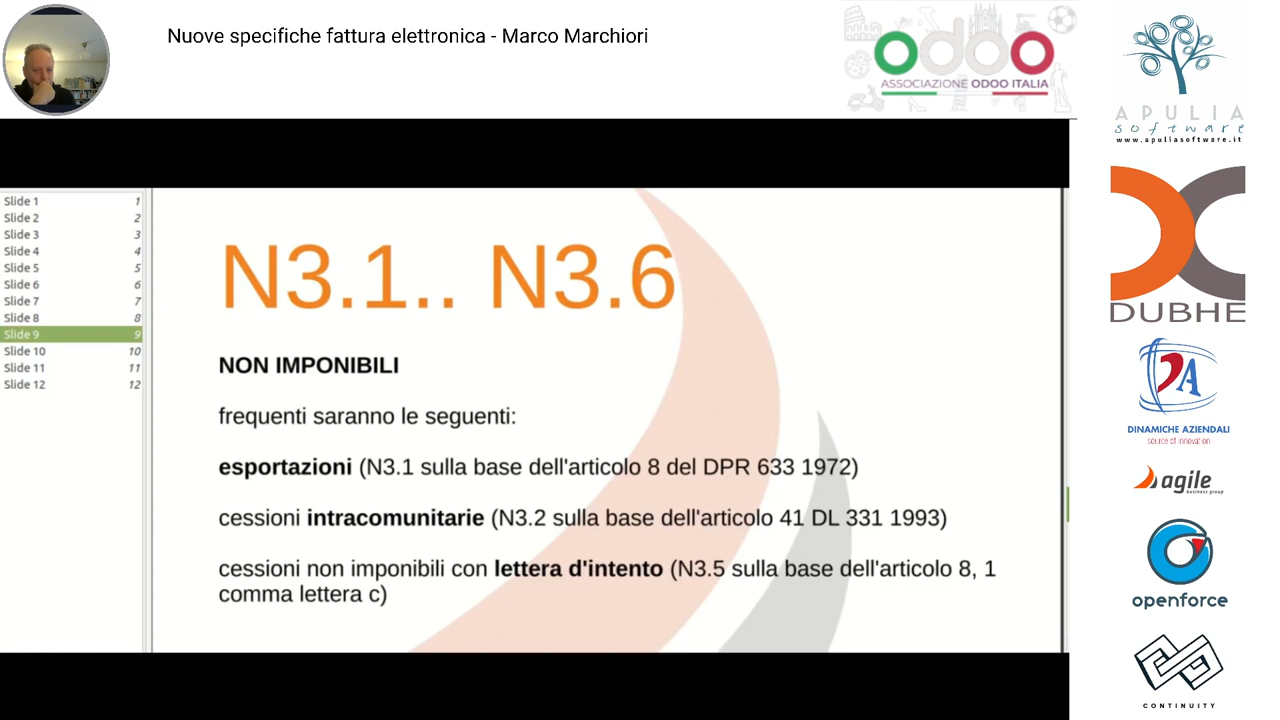 Nuove specifiche fattura elettronica - Marco Marchiori
odoo
ASSOCIAZIONE ODOO ITALIA
Slide 1 1
Slide 2 2
Slide 3 3
Slide 4 4
Slide 5 5
Slide 6 6
Slide 7 7
Slide 8 8
Slide 9 9
Slide 10 10
Slide 11 11
Slide 12 12
N3.1.. N3.6
NON IMPONIBILI
frequenti saranno le seguenti:
esportazioni (N3.1 sulla base dell'articolo 8 del DPR 633 1972)
cessioni intracomunitarie (N3.2 sulla base dell'articolo 41 DL 331 1993)
cessioni non imponibili con lettera d'intento (N3.5 sulla base dell'articolo 8, 1
comma lettera c)
APULIA
software
www.apuliasoftware.it
DUBHE
DINAMICHE AZIENDALI
source of innovation
agile
business group
openforce
CONTINUITY